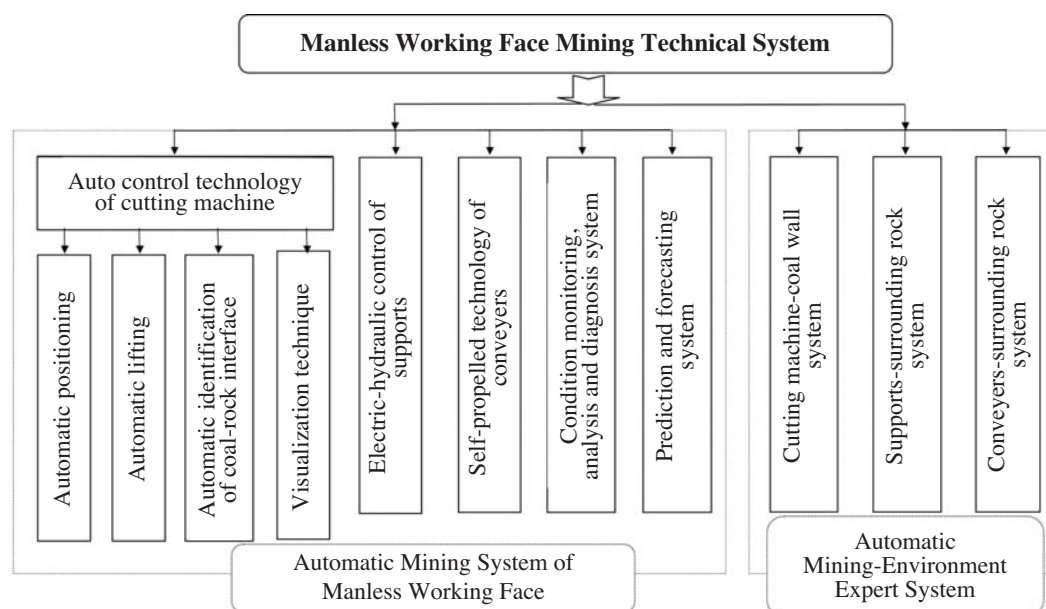 Manless Working Face Mining Technical System
Auto control technology
of cutting machine
Automatic positioning
Automatic lifting
Automatic identification
of coal-rock interface
Visualization technique
Electric-hydraulic control of
supports
Self-propelled technology of
conveyers
Condition monitoring,
analysis and diagnosis system
Prediction and forecasting
system
Cutting machine-coal wall
system
Supports-surrounding rock
system
Conveyers-surrounding rock
system
Automatic Mining System of
Manless Working Face
Automatic
Mining-Environment
Expert System